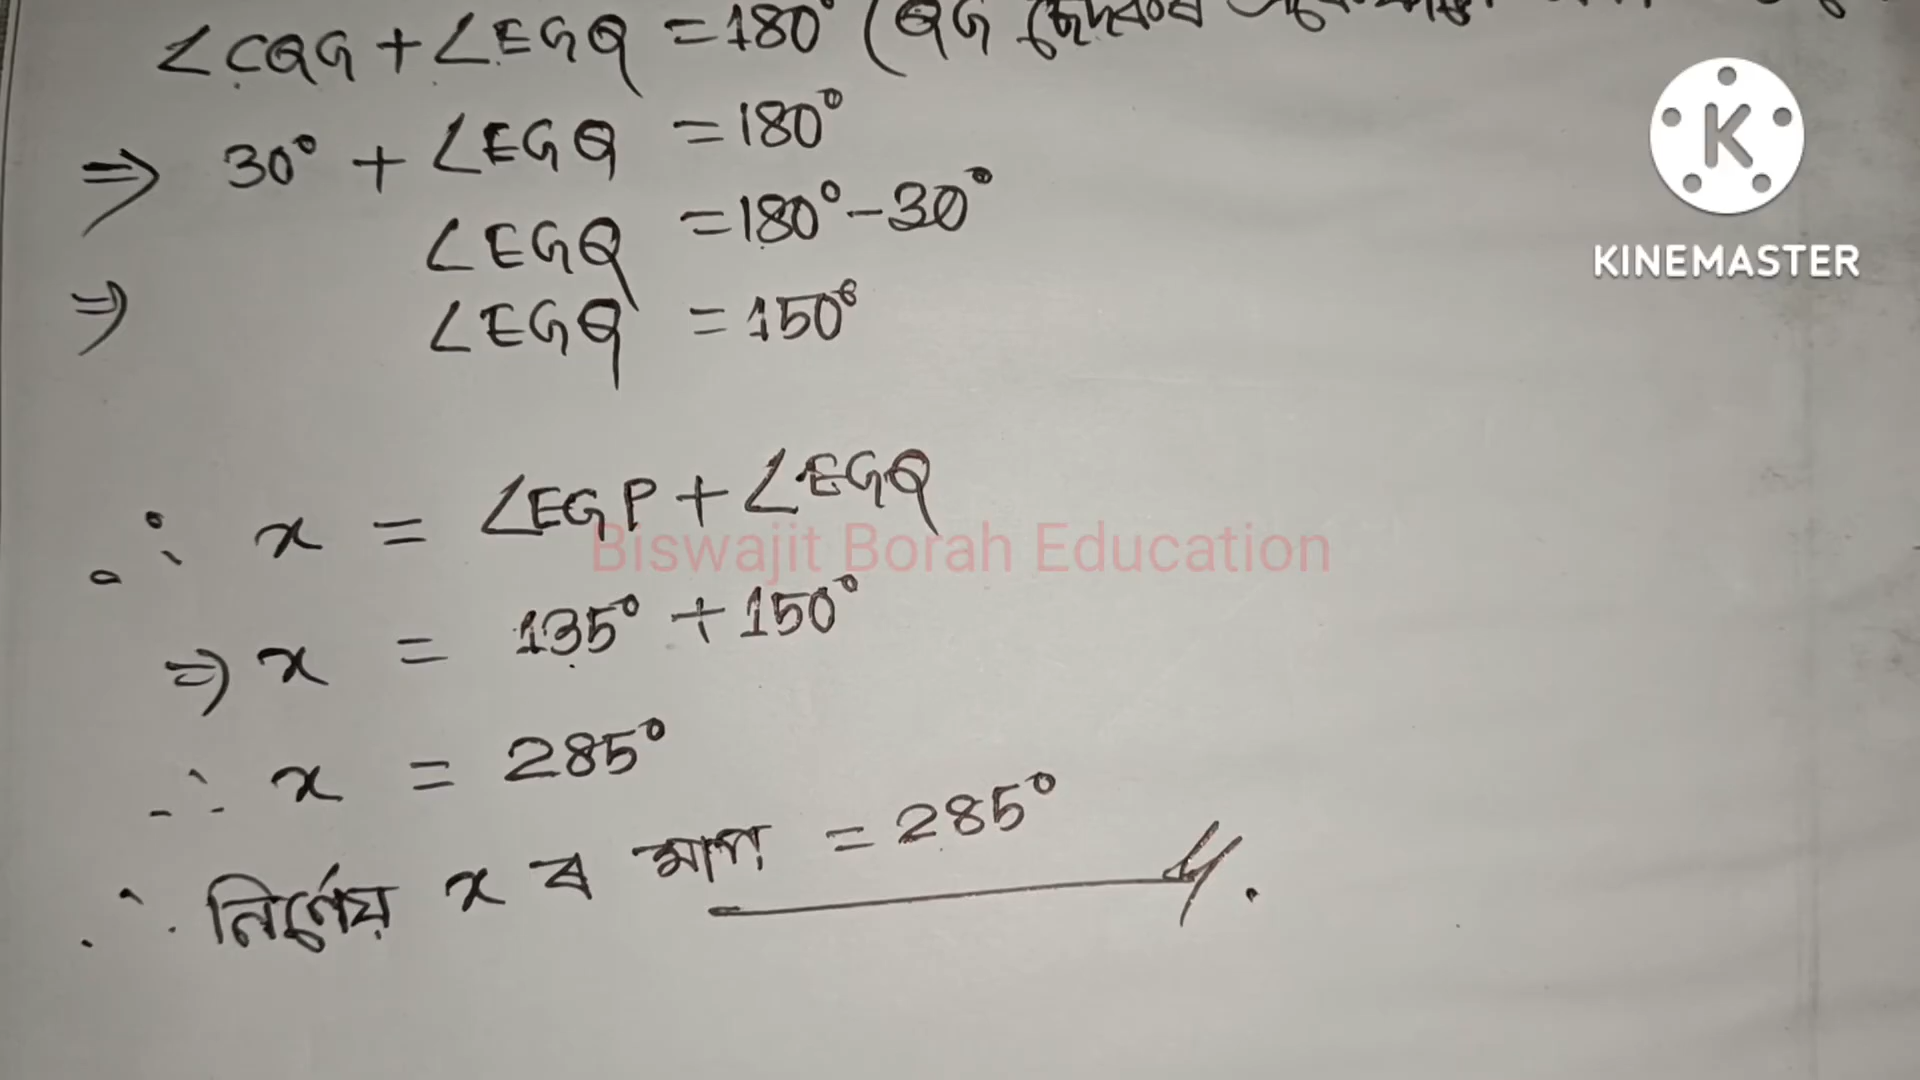 ∠CQG + ∠EGQ = 180° (QG ছেদকৰ
⇒ 30° + ∠EGQ = 180°
⇒ ∠EGQ = 180° - 30°
⇒ ∠EGQ = 150°
∴ x = ∠EGP + ∠EGQ
⇒ x = 135° + 150°
∴ x = 285°
∴ নিৰ্ণেয় x ৰ মাপ = 285°
K
KINEMASTER
Biswajit Borah Education